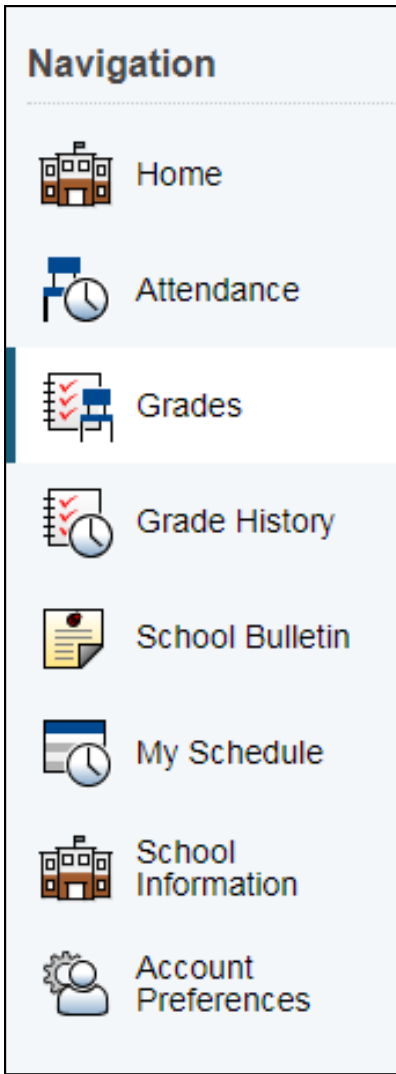 Navigation
Home
Attendance
Grades
Grade History
School Bulletin
My Schedule
School
Information
Account
Preferences